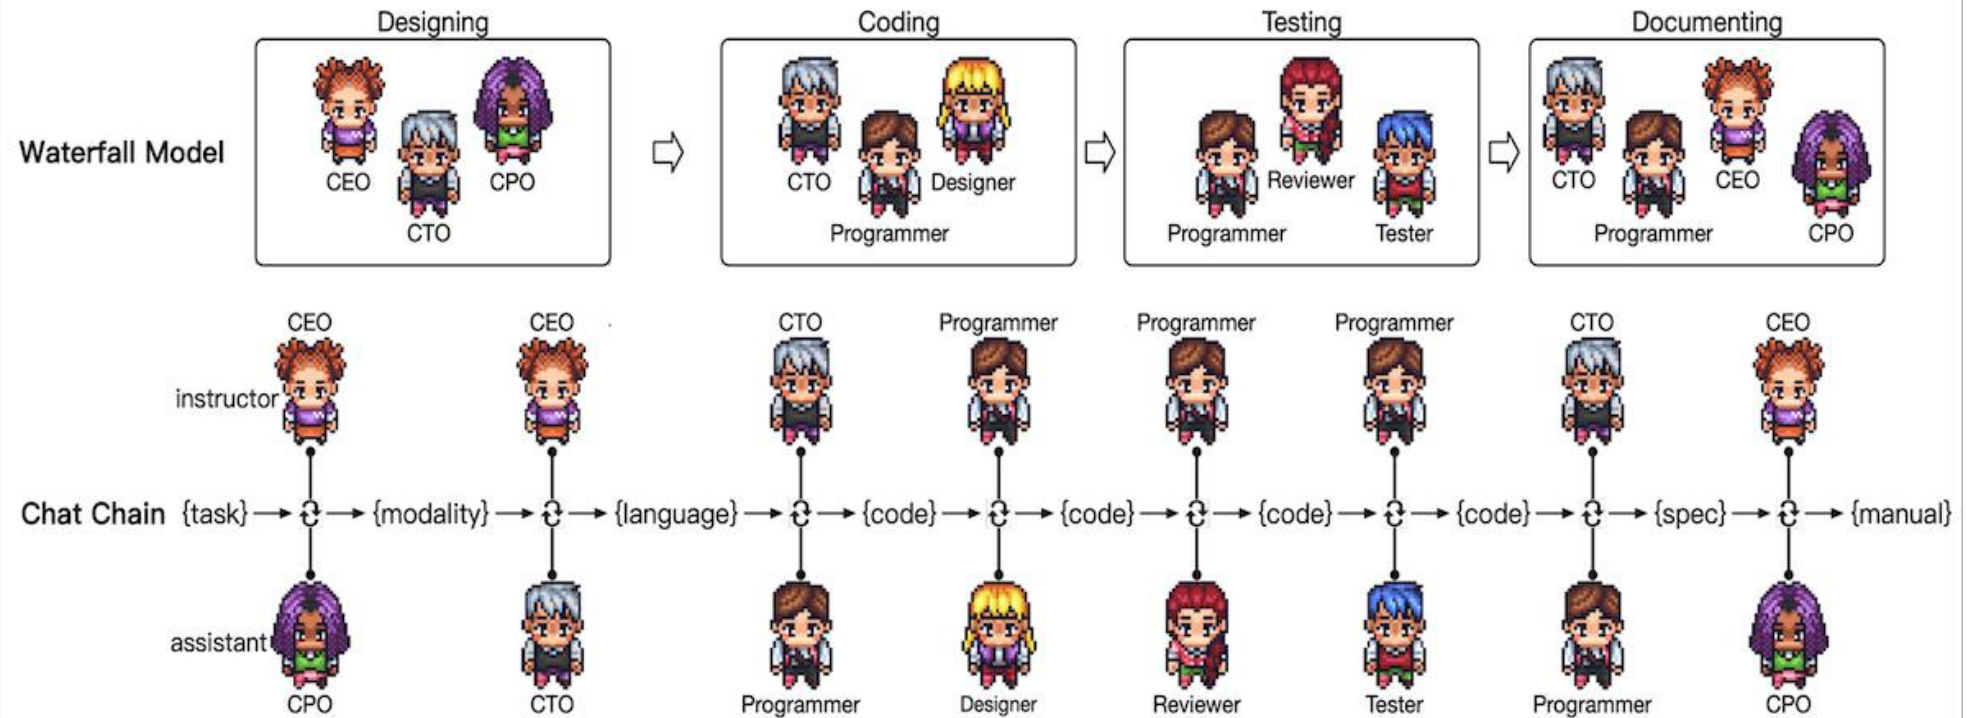 Designing Coding Testing Documenting
Waterfall Model
CEO CPO CTO Designer Reviewer CTO CEO
CTO Programmer Programmer Tester Programmer CPO
CEO CEO CTO Programmer Programmer Programmer CTO CEO
instructor
Chat Chain {task} {modality} {language} {code} {code} {code} {code} {spec} {manual}
assistant
CPO CTO Programmer Designer Reviewer Tester Programmer CPO